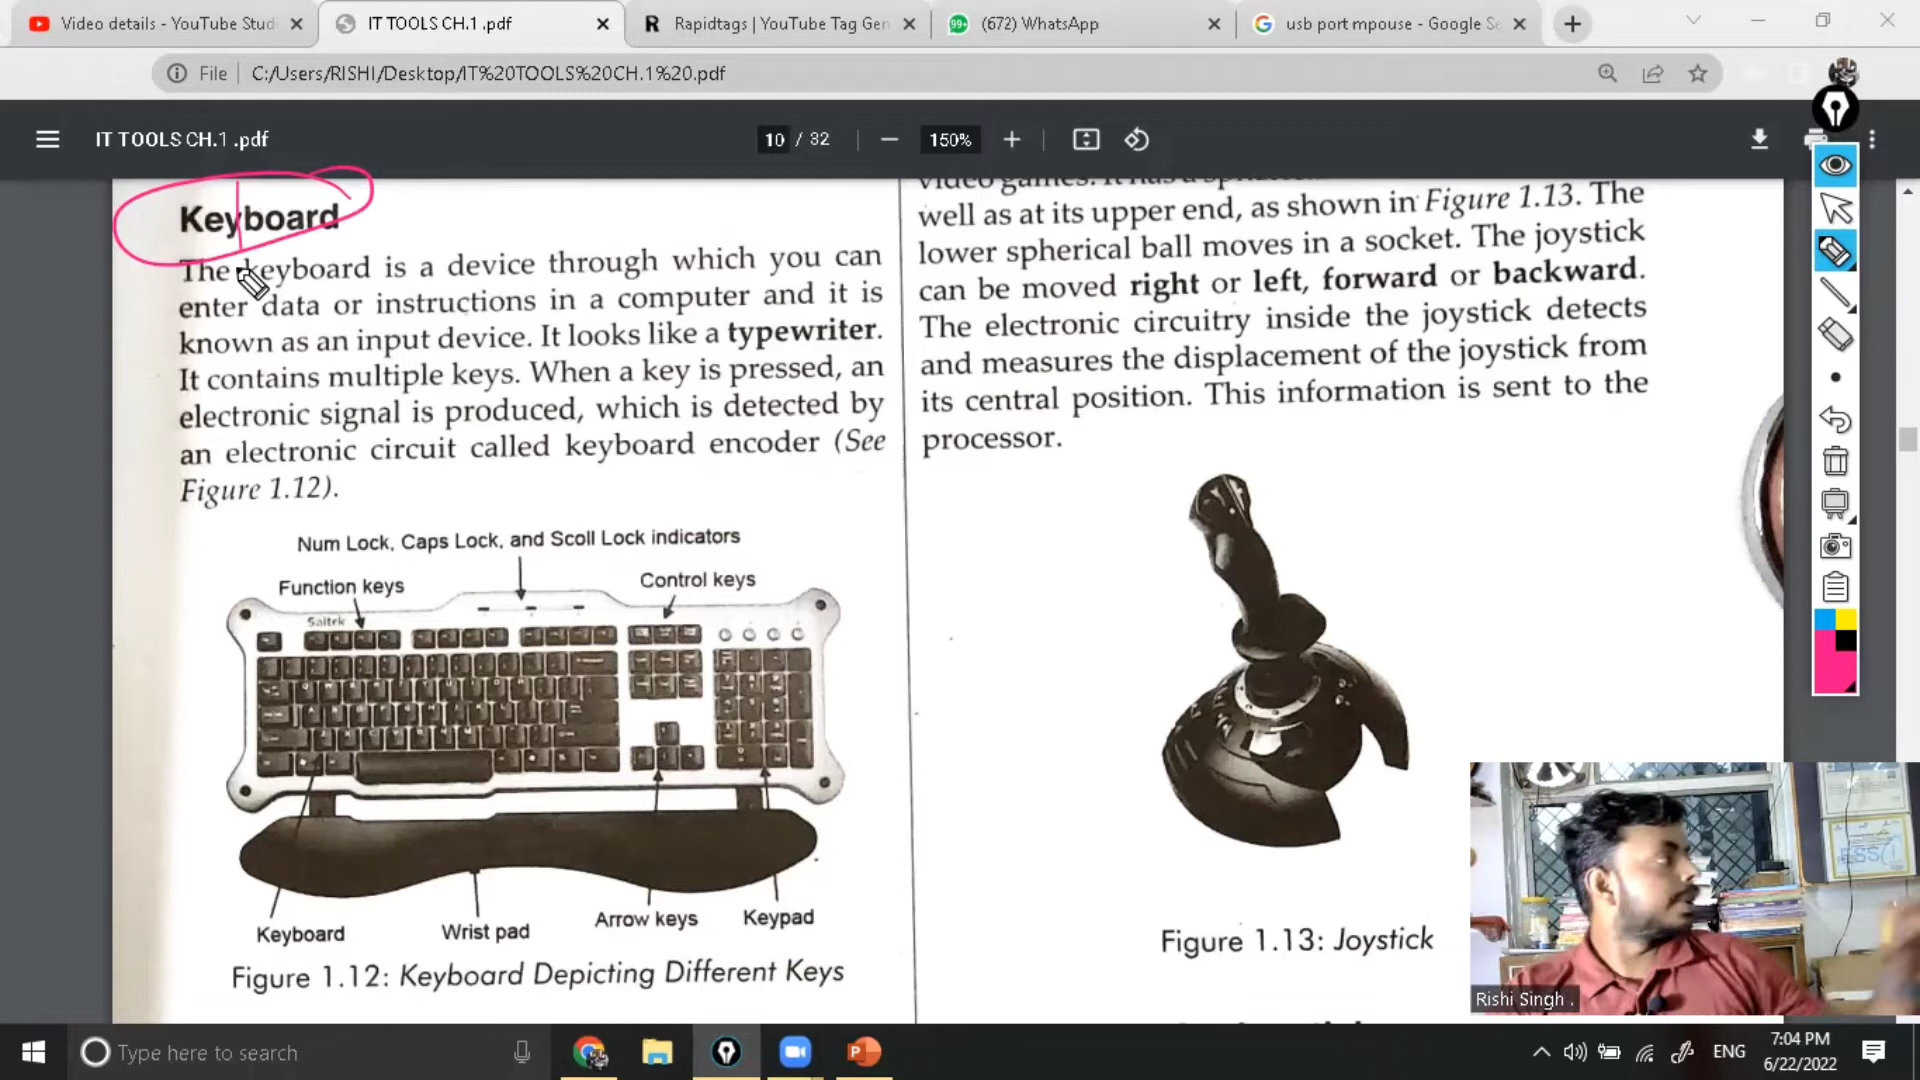 Video details - YouTube Studi
IT TOOLS CH.1 .pdf
Rapidtags | YouTube Tag Gen
(672) WhatsApp
usb port mpouse - Google Se
File
C:/Users/RISHI/Desktop/IT%20TOOLS%20CH.1%20.pdf
IT TOOLS CH.1 .pdf
10 / 32
150%
Keyboard
The keyboard is a device through which you can
enter data or instructions in a computer and it is
known as an input device. It looks like a typewriter.
It contains multiple keys. When a key is pressed, an
electronic signal is produced, which is detected by
an electronic circuit called keyboard encoder (See
Figure 1.12).
Num Lock, Caps Lock, and Scoll Lock indicators
Function keys
Control keys
Saitek
Keyboard
Wrist pad
Arrow keys
Keypad
Figure 1.12: Keyboard Depicting Different Keys
video games. It has a
well as at its upper end, as shown in Figure 1.13. The
lower spherical ball moves in a socket. The joystick
can be moved right or left, forward or backward.
The electronic circuitry inside the joystick detects
and measures the displacement of the joystick from
its central position. This information is sent to the
processor.
Figure 1.13: Joystick
Rishi Singh .
Type here to search
ENG
7:04 PM
6/22/2022